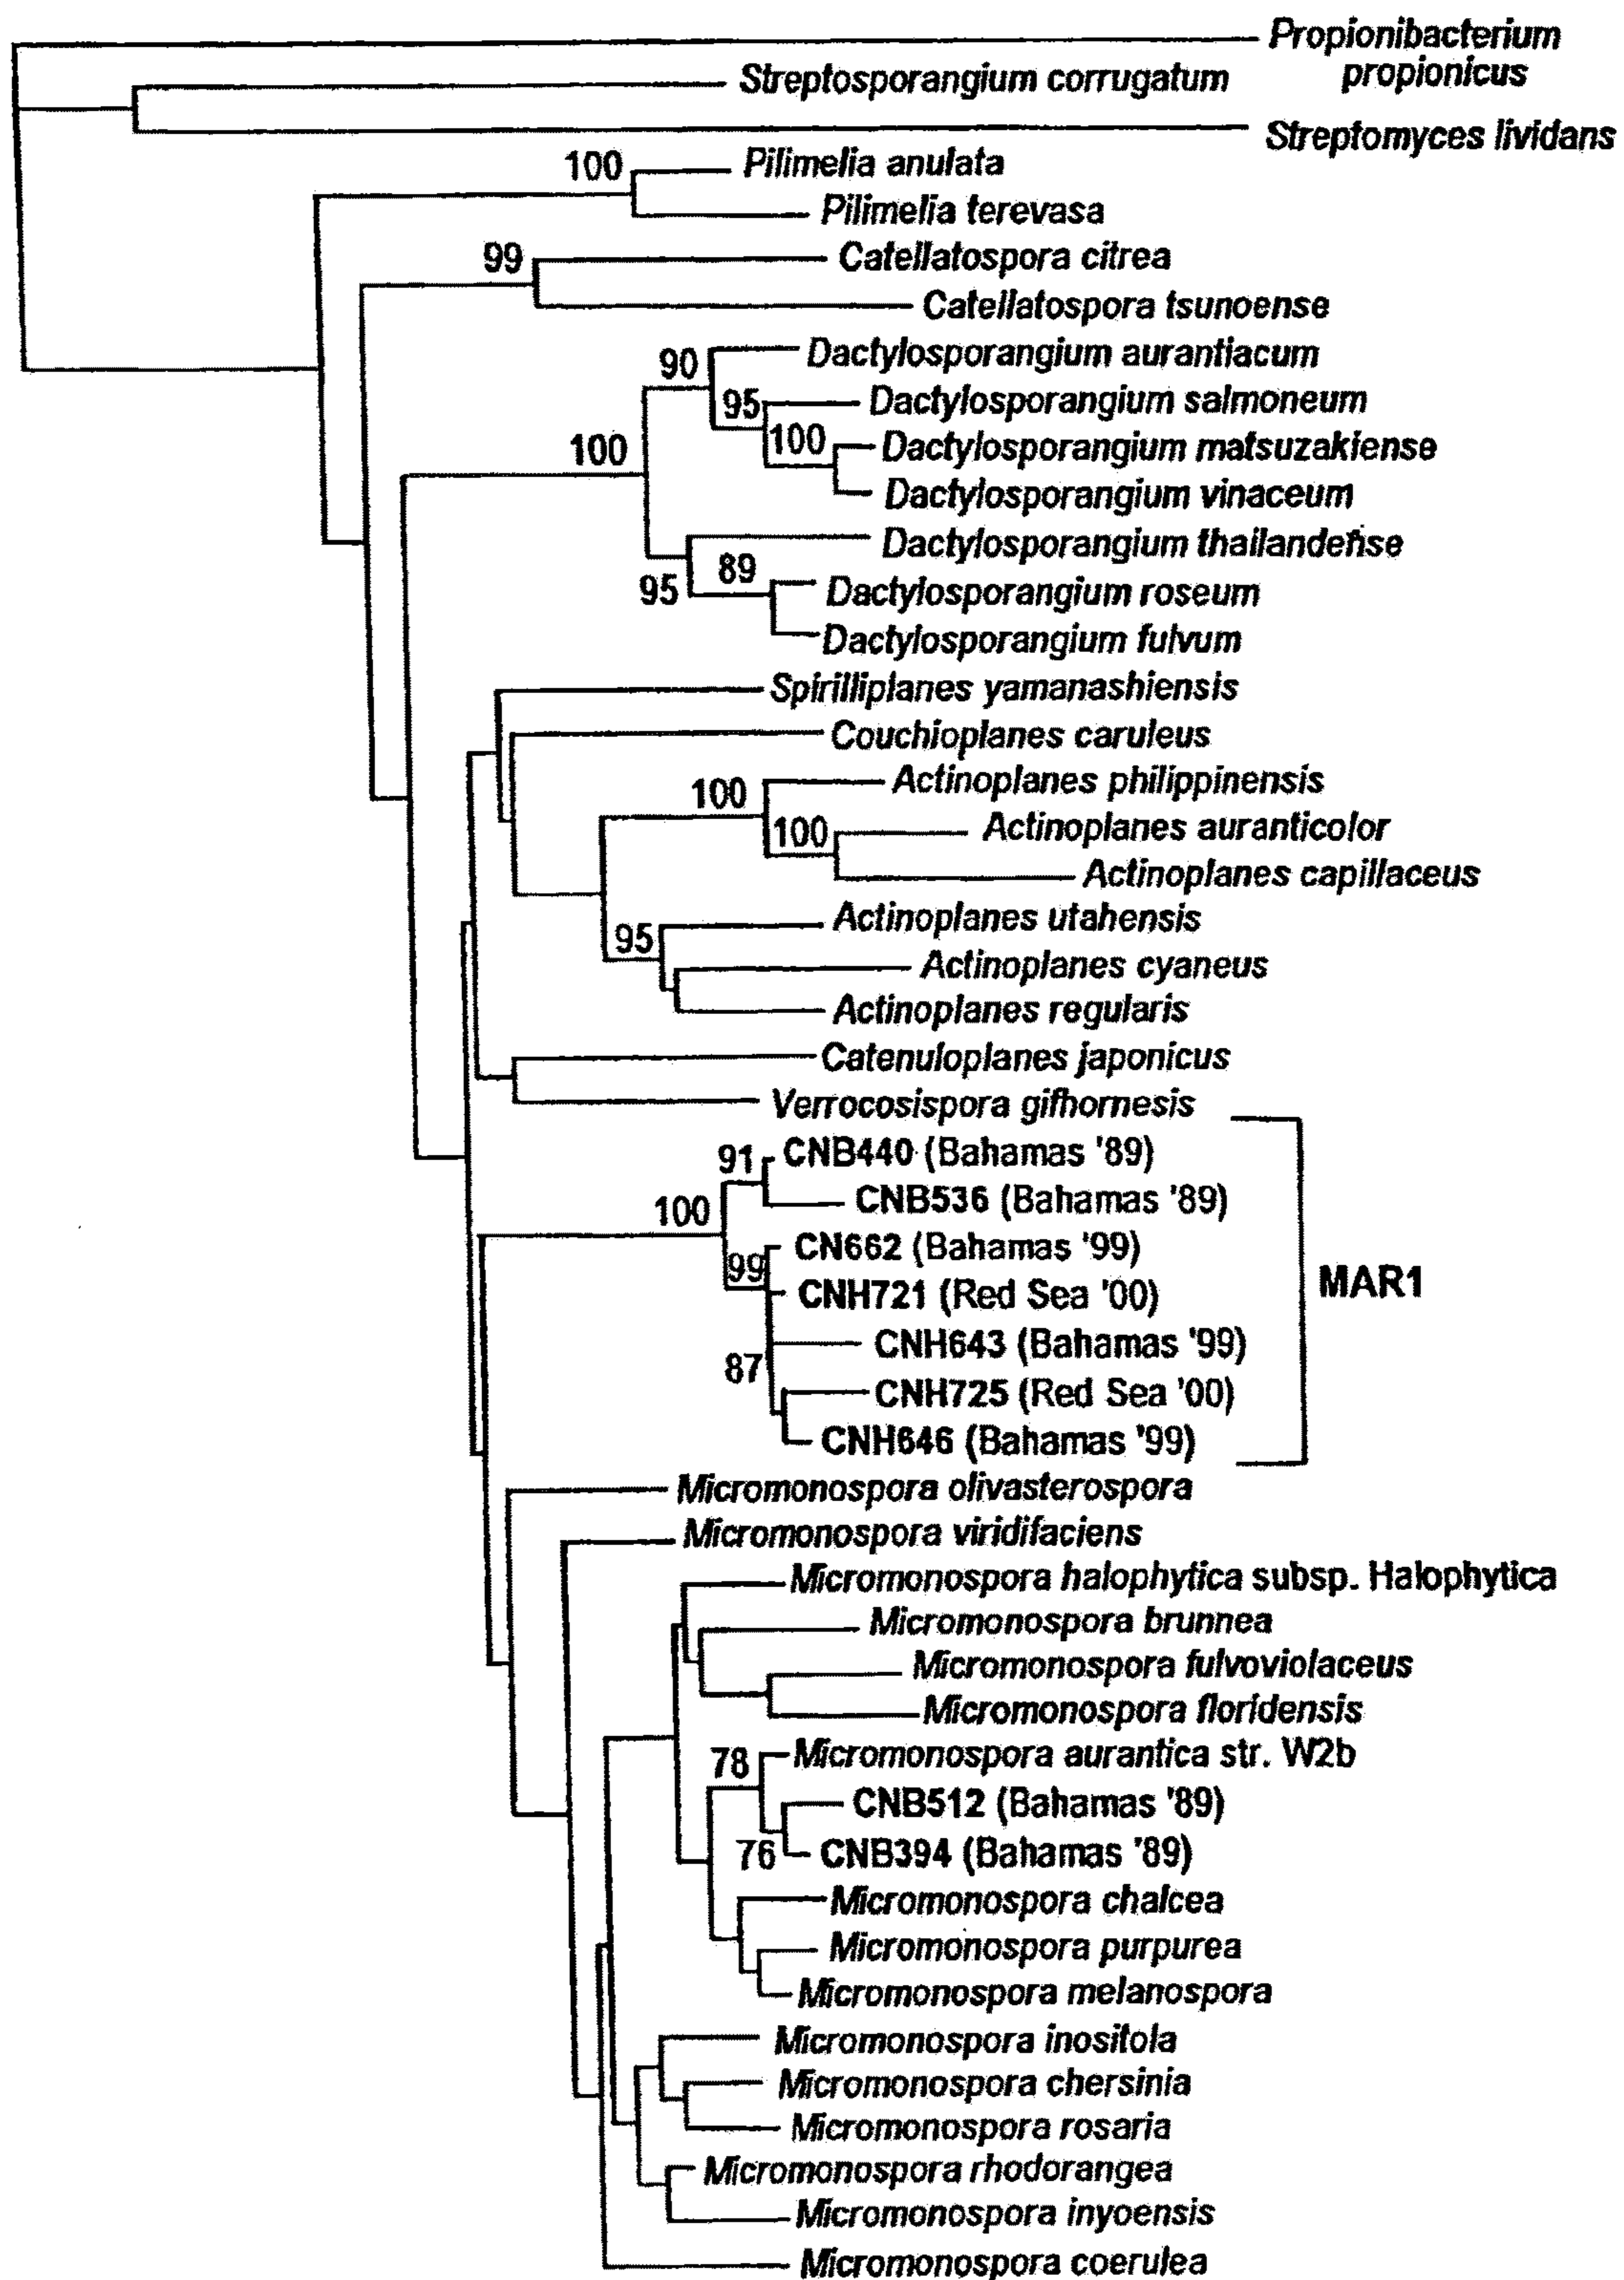 Propionibacterium
propionicus
Streptosporangium corrugatum
Streptomyces lividans
100
Pilimelia anulata
Pilimelia terevasa
99
Catellatospora citrea
Catellatospora tsunoense
90
Dactylosporangium aurantiacum
95
Dactylosporangium salmoneum
100
100
Dactylosporangium matsuzakiense
Dactylosporangium vinaceum
Dactylosporangium thailandense
95
89
Dactylosporangium roseum
Dactylosporangium fulvum
Spirilliplanes yamanashiensis
Couchioplanes caruleus
100
Actinoplanes philippinensis
100
Actinoplanes auranticolor
Actinoplanes capillaceus
Actinoplanes utahensis
95
Actinoplanes cyaneus
Actinoplanes regularis
Catenuloplanes japonicus
Verrocosispora gifhornesis
91
CNB440 (Bahamas '89)
CNB536 (Bahamas '89)
100
CN662 (Bahamas '99)
99
CNH721 (Red Sea '00)
MAR1
CNH643 (Bahamas '99)
87
CNH725 (Red Sea '00)
CNH646 (Bahamas '99)
Micromonospora olivasterospora
Micromonospora viridifaciens
Micromonospora halophytica subsp. Halophytica
Micromonospora brunnea
Micromonospora fulvoviolaceus
Micromonospora floridensis
78
Micromonospora aurantica str. W2b
CNB512 (Bahamas '89)
76
CNB394 (Bahamas '89)
Micromonospora chalcea
Micromonospora purpurea
Micromonospora melanospora
Micromonospora inositola
Micromonospora chersinia
Micromonospora rosaria
Micromonospora rhodorangea
Micromonospora inyoensis
Micromonospora coerulea